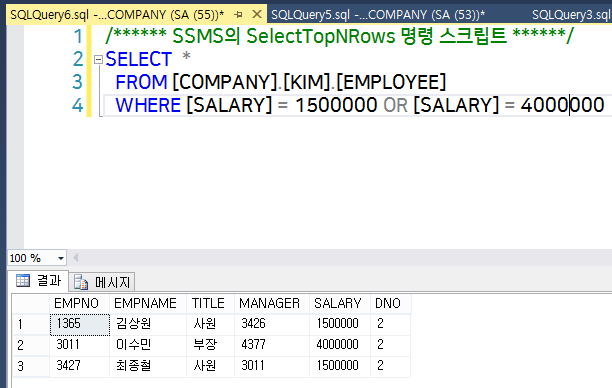 SQLQuery6.sql -...COMPANY (SA (55))* SQLQuery5.sql -...COMPANY (SA (53))* SQLQuery3.sql
1 /****** SSMS의 SelectTopNRows 명령 스크립트 ******/
2 SELECT *
3 FROM [COMPANY].[KIM].[EMPLOYEE]
4 WHERE [SALARY] = 1500000 OR [SALARY] = 4000000
100 %
결과 메시지
EMPNO EMPNAME TITLE MANAGER SALARY DNO
1 1365 김상원 사원 3426 1500000 2
2 3011 이수민 부장 4377 4000000 2
3 3427 최종철 사원 3011 1500000 2